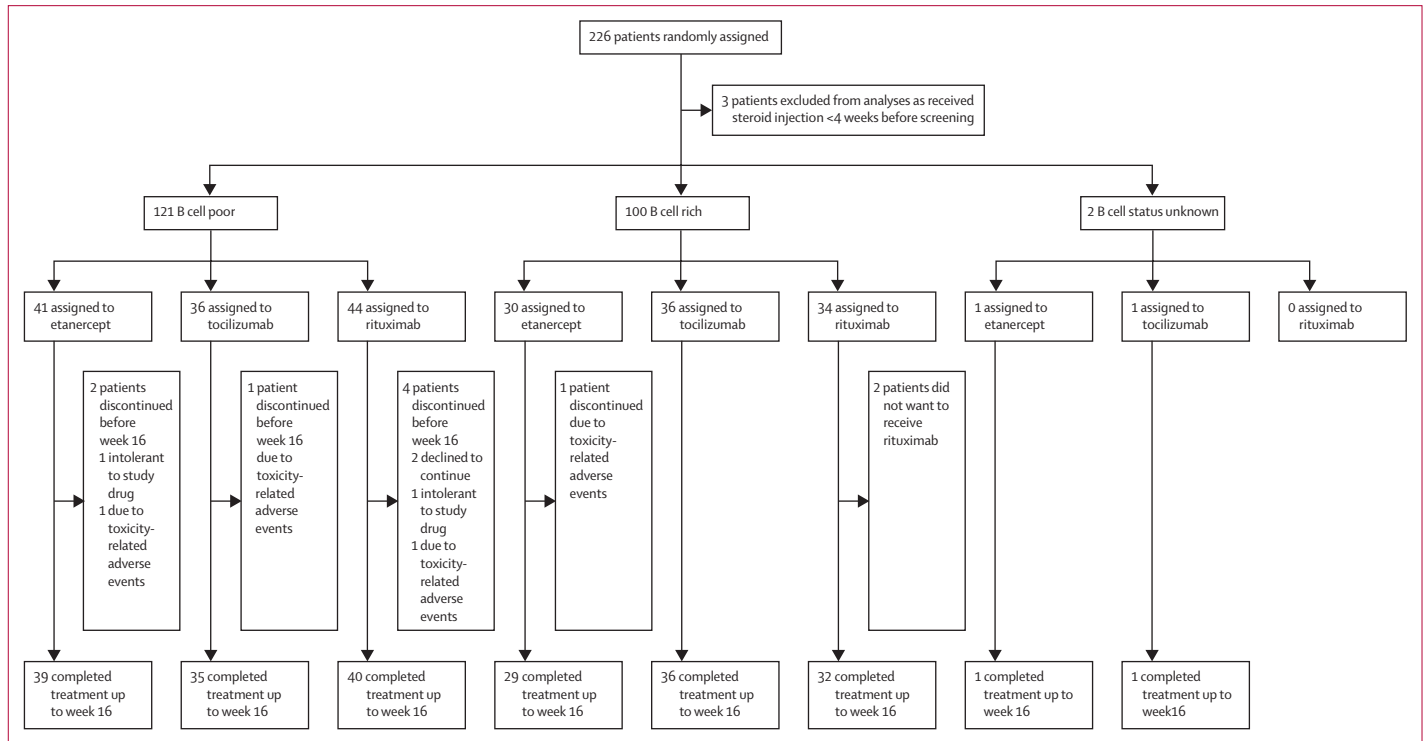 226 patients randomly assigned
3 patients excluded from analyses as received
steroid injection <4 weeks before screening
121 B cell poor
100 B cell rich
2 B cell status unknown
41 assigned to
etanercept
36 assigned to
tocilizumab
44 assigned to
rituximab
30 assigned to
etanercept
36 assigned to
tocilizumab
34 assigned to
rituximab
1 assigned to
etanercept
1 assigned to
tocilizumab
0 assigned to
rituximab
2 patients
discontinued
before
week 16
1 intolerant
to study
drug
1 due to
toxicity-
related
adverse
events
1 patient
discontinued
before
week 16
due to
toxicity-
related
adverse
events
4 patients
discontinued
before
week 16
2 declined to
continue
1 intolerant
to study
drug
1 due to
toxicity-
related
adverse
events
1 patient
discontinued
due to
toxicity-
related
adverse
events
2 patients did
not want to
receive
rituximab
39 completed
treatment up
to week 16
35 completed
treatment up
to week 16
40 completed
treatment up
to week 16
29 completed
treatment up
to week 16
36 completed
treatment up
to week 16
32 completed
treatment up
to week 16
1 completed
treatment up to
week 16
1 completed
treatment up to
week16